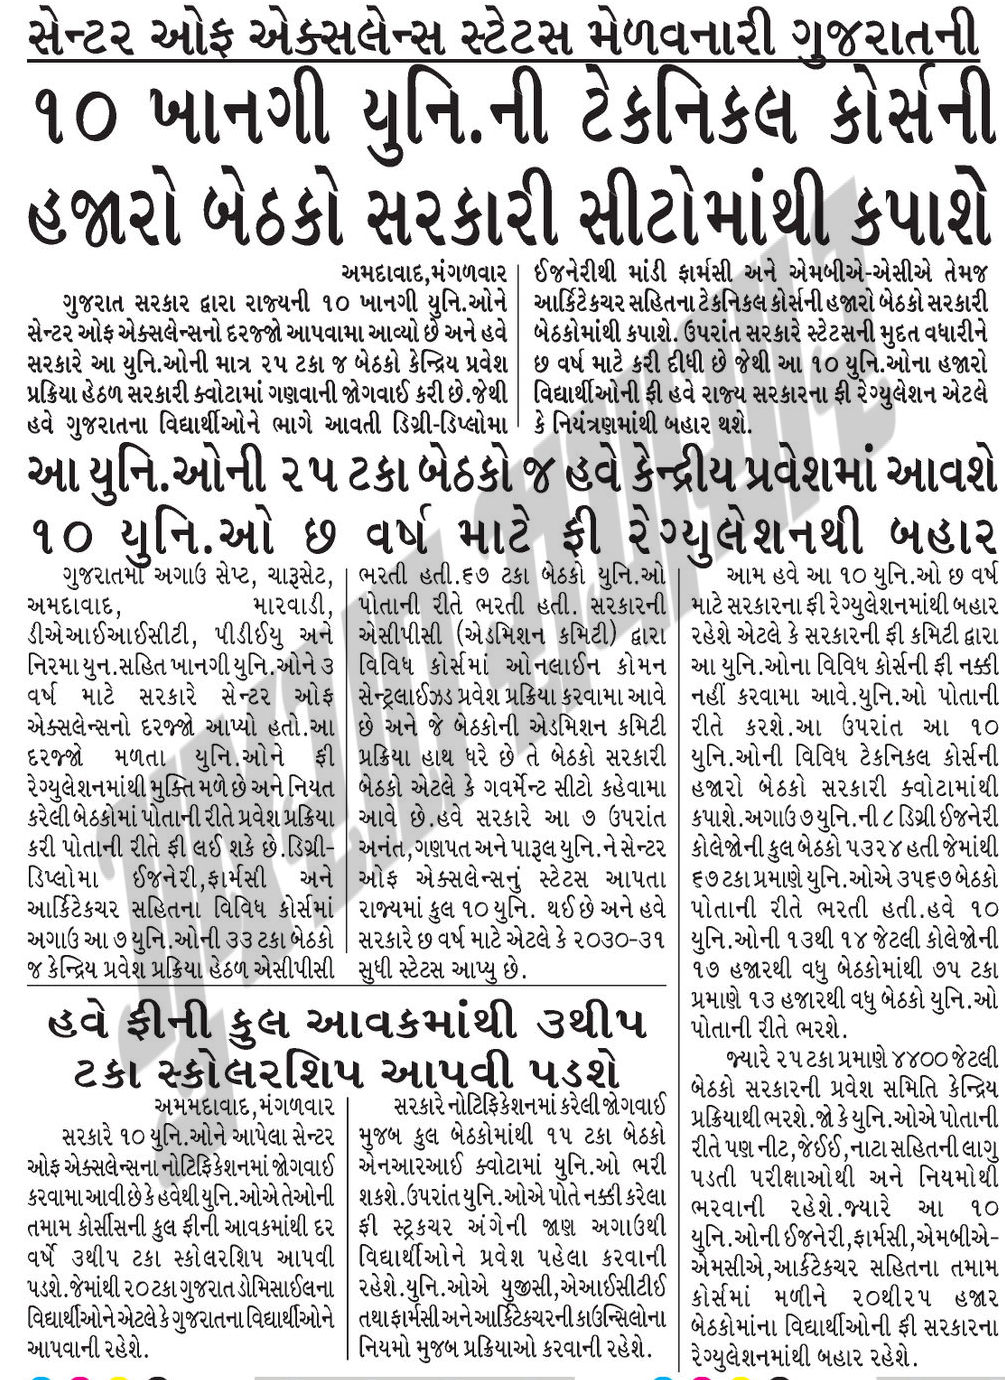 સેન્ટર ઓફ એક્સલેન્સ સ્ટેટસ મેળવનારી ગુજરાતની
૧૦ ખાનગી યુનિ.ની ટેકનિકલ કોર્સની
હજારો બેઠકો સરકારી સીટોમાંથી કપાશે
અમદાવાદ,મંગળવાર
ગુજરાત સરકાર દ્વારા રાજ્યની ૧૦ ખાનગી યુનિ.ઓને
સેન્ટર ઓફ એક્સલેન્સનો દરજ્જો આપવામા આવ્યો છે અને હવે
સરકારે આ યુનિ.ઓની માત્ર ૨૫ ટકા જ બેઠકો કેન્દ્રિય પ્રવેશ
પ્રક્રિયા હેઠળ સરકારી ક્વોટામાં ગણવાની જોગવાઈ કરી છે.જેથી
હવે ગુજરાતના વિદ્યાર્થીઓને ભાગે આવતી ડિગ્રી-ડિપ્લોમા
ઈજનેરીથી માંડી ફાર્મસી અને એમબીએ-એસીએ તેમજ
આર્કિટેકચર સહિતના ટેકનિકલ કોર્સની હજારો બેઠકો સરકારી
બેઠકોમાંથી કપાશે. ઉપરાંત સરકારે સ્ટેટસની મુદત વધારીને
છ વર્ષ માટે કરી દીધી છે જેથી આ ૧૦ યુનિ.ઓના હજારો
વિદ્યાર્થીઓની ફી હવે રાજ્ય સરકારના ફી રેગ્યુલેશન એટલે
કે નિયંત્રણમાંથી બહાર થશે.
આ યુનિ.ઓની ૨૫ ટકા બેઠકો જ હવે કેન્દ્રીય પ્રવેશમાં આવશે
૧૦ યુનિ.ઓ છ વર્ષ માટે ફી રેગ્યુલેશનથી બહાર
ગુજરાતમાં અગાઉ સેપ્ટ, ચારૂસેટ,
અમદાવાદ, મારવાડી,
ડીએઆઈઆઈસીટી, પીડીઈયુ અને
નિરમા યુન.સહિત ખાનગી યુનિ.ઓને ૩
વર્ષ માટે સરકારે સેન્ટર ઓફ
એક્સલેન્સનો દરજ્જો આપ્યો હતો.આ
દરજ્જો મળતા યુનિ.ઓને ફી
રેગ્યુલેશનમાંથી મુક્તિ મળે છે અને નિયત
કરેલી બેઠકોમાં પોતાની રીતે પ્રવેશ પ્રક્રિયા
કરી પોતાની રીતે ફી લઈ શકે છે.ડિગ્રી-
ડિપ્લોમા ઈજનેરી,ફાર્મસી અને
આર્કિટેકચર સહિતના વિવિધ કોર્સમાં
અગાઉ આ ૭ યુનિ.ઓની ૩૩ ટકા બેઠકો
જ કેન્દ્રિય પ્રવેશ પ્રક્રિયા હેઠળ એસીપીસી
ભરતી હતી.૬૭ ટકા બેઠકો યુનિ.ઓ
પોતાની રીતે ભરતી હતી. સરકારની
એસીપીસી (એડમિશન કમિટી) દ્વારા
વિવિધ કોર્સમાં ઓનલાઈન કોમન
સેન્ટ્રલાઈઝડ પ્રવેશ પ્રક્રિયા કરવામા આવે
છે અને જે બેઠકોની એડમિશન કમિટી
પ્રક્રિયા હાથ ધરે છે તે બેઠકો સરકારી
બેઠકો એટલે કે ગવર્મેન્ટ સીટો કહેવામા
આવે છે.હવે સરકારે આ ૭ ઉપરાંત
અનંત,ગણપત અને પારૂલ યુનિ.ને સેન્ટર
ઓફ એક્સલેન્સનું સ્ટેટસ આપતા
રાજ્યમાં કુલ ૧૦ યુનિ. થઈ છે અને હવે
સરકારે છ વર્ષ માટે એટલે કે ૨૦૩૦-૩૧
સુધી સ્ટેટસ આપ્યુ છે.
આમ હવે આ ૧૦ યુનિ.ઓ છ વર્ષ
માટે સરકારના ફી રેગ્યુલેશનમાંથી બહાર
રહેશે એટલે કે સરકારની ફી કમિટી દ્વારા
આ યુનિ.ઓના વિવિધ કોર્સની ફી નક્કી
નહીં કરવામા આવે.યુનિ.ઓ પોતાની
રીતે કરશે.આ ઉપરાંત આ ૧૦
યુનિ.ઓની વિવિધ ટેકનિકલ કોર્સની
હજારો બેઠકો સરકારી ક્વોટામાંથી
કપાશે.અગાઉ ૭ યુનિ.ની ૮ ડિગ્રી ઈજનેરી
કોલેજોની કુલ બેઠકો ૫૩૨૪ હતી જેમાંથી
૬૭ ટકા પ્રમાણે યુનિ.ઓએ ૩૫૬૭ બેઠકો
પોતાની રીતે ભરતી હતી.હવે ૧૦
યુનિ.ઓની ૧૩થી ૧૪ જેટલી કોલેજોની
૧૭ હજારથી વધુ બેઠકોમાંથી ૭૫ ટકા
પ્રમાણે ૧૩ હજારથી વધુ બેઠકો યુનિ.ઓ
પોતાની રીતે ભરશે.
જ્યારે ૨૫ ટકા પ્રમાણે ૪૪૦૦ જેટલી
બેઠકો સરકારની પ્રવેશ સમિતિ કેન્દ્રિય
પ્રક્રિયાથી ભરશે.જો કે યુનિ.ઓએ પોતાની
રીતે પણ નીટ,જેઈઈ,નાટા સહિતની લાગુ
પડતી પરીક્ષાઓથી અને નિયમોથી
ભરવાની રહેશે.જ્યારે આ ૧૦
યુનિ.ઓની ઈજનેરી,ફાર્મસી,એમબીએ-
એમસીએ,આર્કટેકચર સહિતના તમામ
કોર્સમાં મળીને ૨૦થી૨૫ હજાર
બેઠકોમાંના વિદ્યાર્થીઓની ફી સરકારના
રેગ્યુલેશનમાંથી બહાર રહેશે.
હવે ફીની કુલ આવકમાંથી ૩થી૫
ટકા સ્કોલરશિપ આપવી પડશે
અમમદાવાદ,મંગળવાર
સરકારે ૧૦ યુનિ.ઓને આપેલા સેન્ટર
ઓફ એક્સલેન્સના નોટિફિકેશનમાં જોગવાઈ
કરવામા આવી છે કે હવેથી યુનિ.ઓએ તેઓની
તમામ કોર્સીસની કુલ ફીની આવકમાંથી દર
વર્ષે ૩થી૫ ટકા સ્કોલરશિપ આપવી
પડશે.જેમાંથી ૨૦ટકા ગુજરાત ડોમિસાઈલના
વિદ્યાર્થીઓને એટલે કે ગુજરાતના વિદ્યાર્થીઓને
આપવાની રહેશે.
સરકારે નોટિફિકેશનમાં કરેલી જોગવાઈ
મુજબ કુલ બેઠકોમાંથી ૧૫ ટકા બેઠકો
એનઆરઆઈ ક્વોટામાં યુનિ.ઓ ભરી
શકશે.ઉપરાંત યુનિ.ઓએ પોતે નક્કી કરેલા
ફી સ્ટ્રકચર અંગેની જાણ અગાઉથી
વિદ્યાર્થીઓને પ્રવેશ પહેલા કરવાની
રહેશે.યુનિ.ઓએ યુજીસી,એઆઈસીટીઈ
તથા ફાર્મસી અને આર્કિટેકચરની કાઉન્સિલોના
નિયમો મુજબ પ્રક્રિયાઓ કરવાની રહેશે.